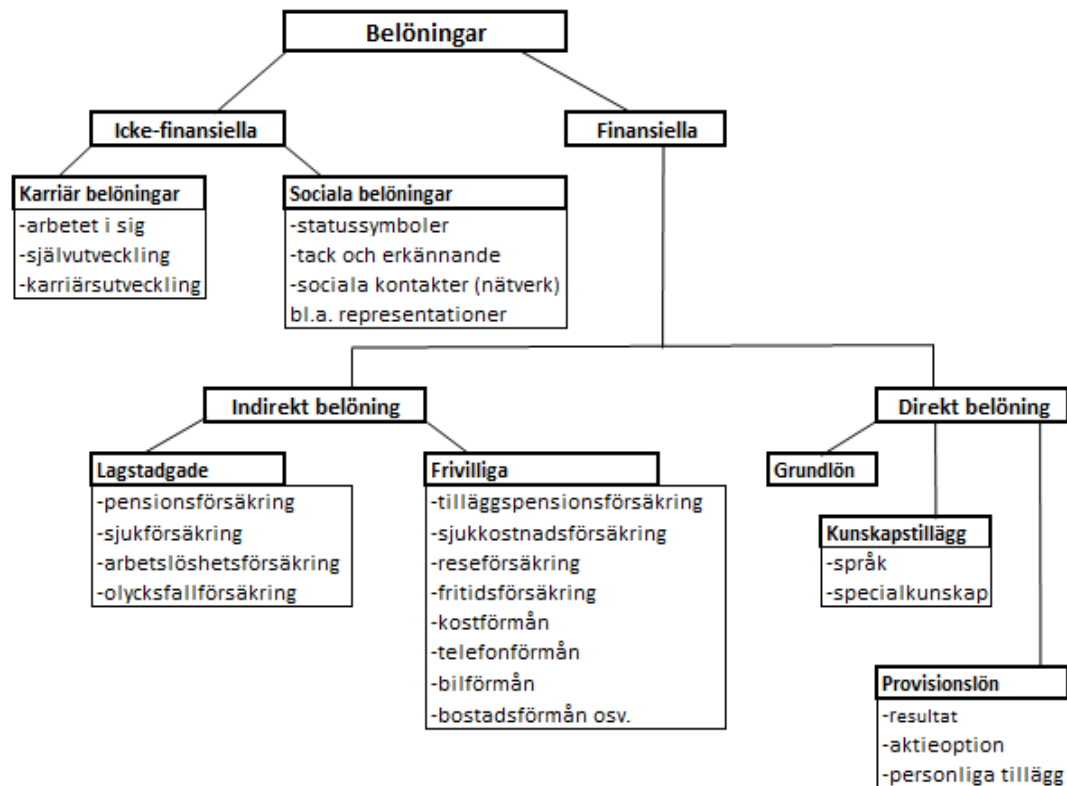 Belöningar
Icke-finansiella
Finansiella
Karriär belöningar
-arbetet i sig
-självutveckling
-karriärsutveckling
Sociala belöningar
-statussymboler
-tack och erkännande
-sociala kontakter (nätverk)
bl.a. representationer
Indirekt belöning
Direkt belöning
Lagstadgade
-pensionsförsäkring
-sjukförsäkring
-arbetslöshetsförsäkring
-olycksfallförsäkring
Frivilliga
-tilläggspensionsförsäkring
-sjukkostnadsförsäkring
-reseförsäkring
-fritidsförsäkring
-kostförmån
-telefonförmån
-bilförmån
-bostadsförmån osv.
Grundlön
Kunskapstillägg
-språk
-specialkunskap
Provisionslön
-resultat
-aktieoption
-personliga tillägg